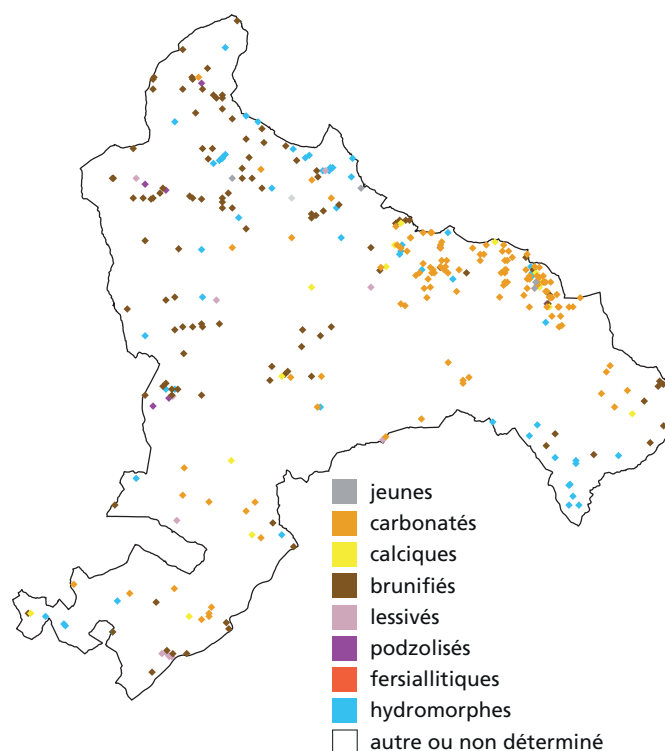 jeunes
carbonatés
calciques
brunifiés
lessivés
podzolisés
fersiallitiques
hydromorphes
autre ou non déterminé